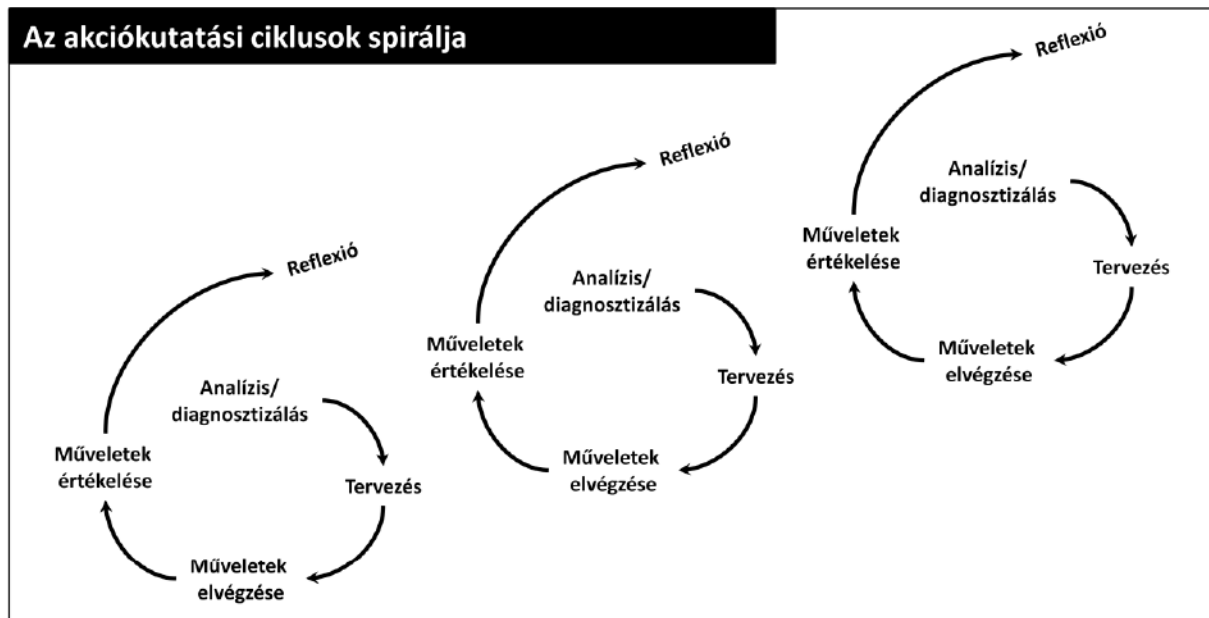 Az akciókutatási ciklusok spirálja
Reflexió
Analízis/
diagnosztizálás
Tervezés
Műveletek
elvégzése
Műveletek
értékelése
Reflexió
Analízis/
diagnosztizálás
Tervezés
Műveletek
elvégzése
Műveletek
értékelése
Reflexió
Analízis/
diagnosztizálás
Tervezés
Műveletek
elvégzése
Műveletek
értékelése